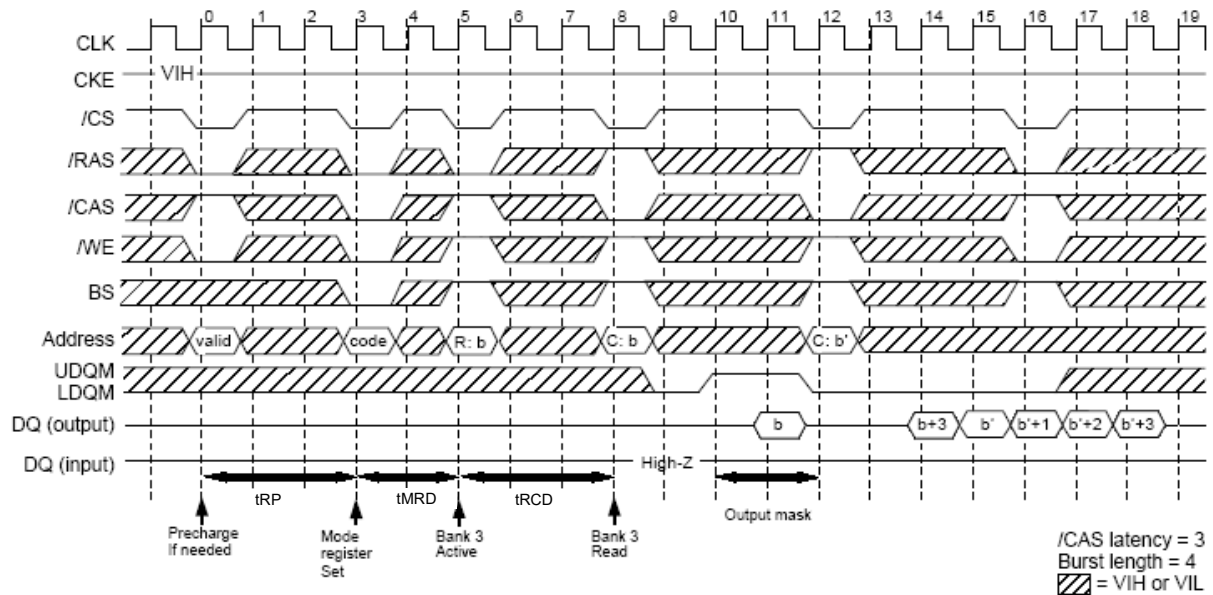 0 1 2 3 4 5 6 7 8 9 10 11 12 13 14 15 16 17 18 19
CLK
CKE VIH
/CS
/RAS
/CAS
/WE
BS
Address valid code R: b C: b C: b'
UDQM
LDQM
DQ (output) b b+3 b' b'+1 b'+2 b'+3
DQ (input) High-Z
tRP tMRD tRCD Output mask
Precharge
If needed
Mode
register
Set
Bank 3
Active
Bank 3
Read
/CAS latency = 3
Burst length = 4
= VIH or VIL